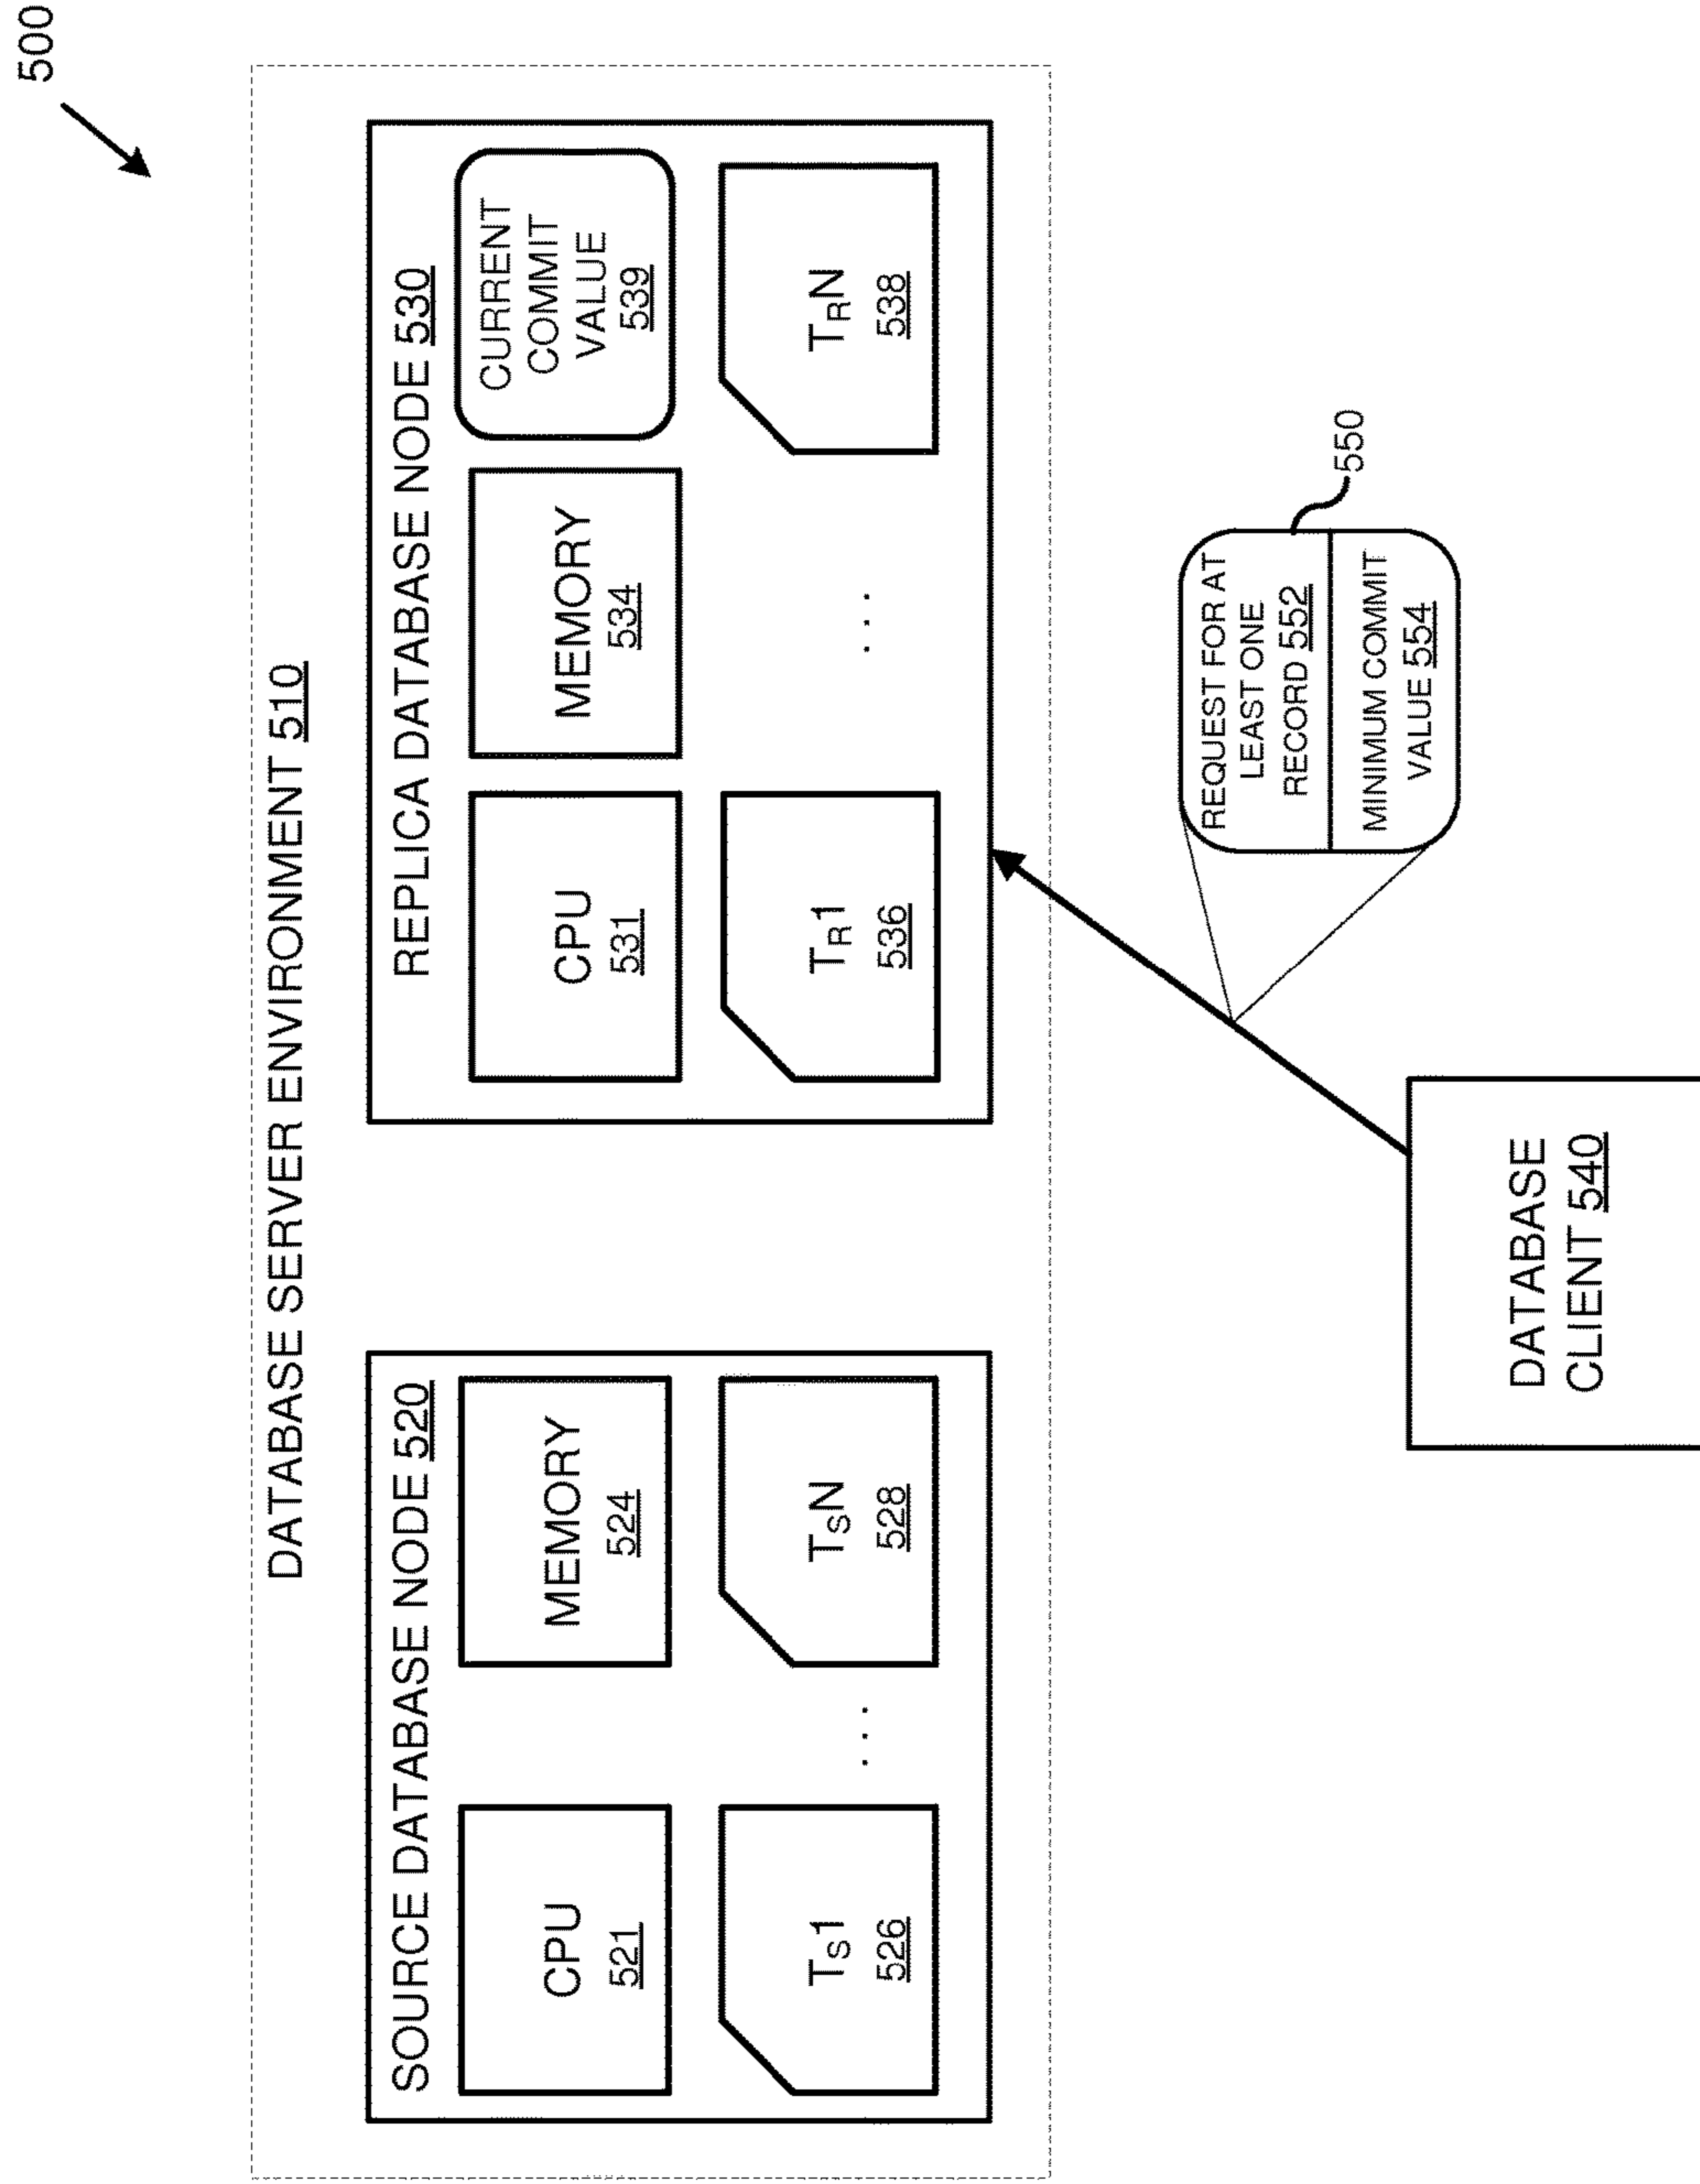 500
DATABASE SERVER ENVIRONMENT 510
SOURCE DATABASE NODE 520
CPU
521
MEMORY
524
TS1
526
...
TSN
528
REPLICA DATABASE NODE 530
CPU
531
MEMORY
534
CURRENT
COMMIT
VALUE
539
TR1
536
...
TRN
538
DATABASE
CLIENT 540
REQUEST FOR AT
LEAST ONE
RECORD 552
MINIMUM COMMIT
VALUE 554
550